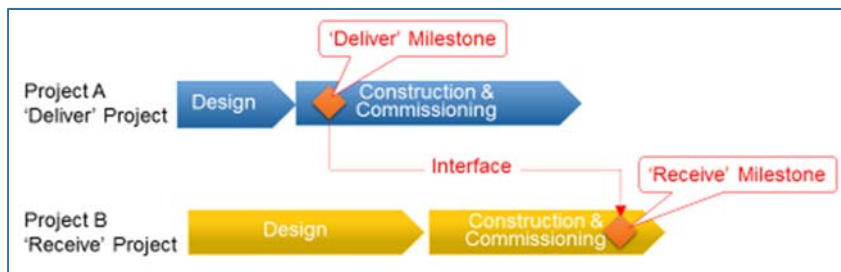 'Deliver' Milestone
Project A
'Deliver' Project
Design
Construction &
Commissioning
Interface
'Receive' Milestone
Project B
'Receive' Project
Design
Construction &
Commissioning